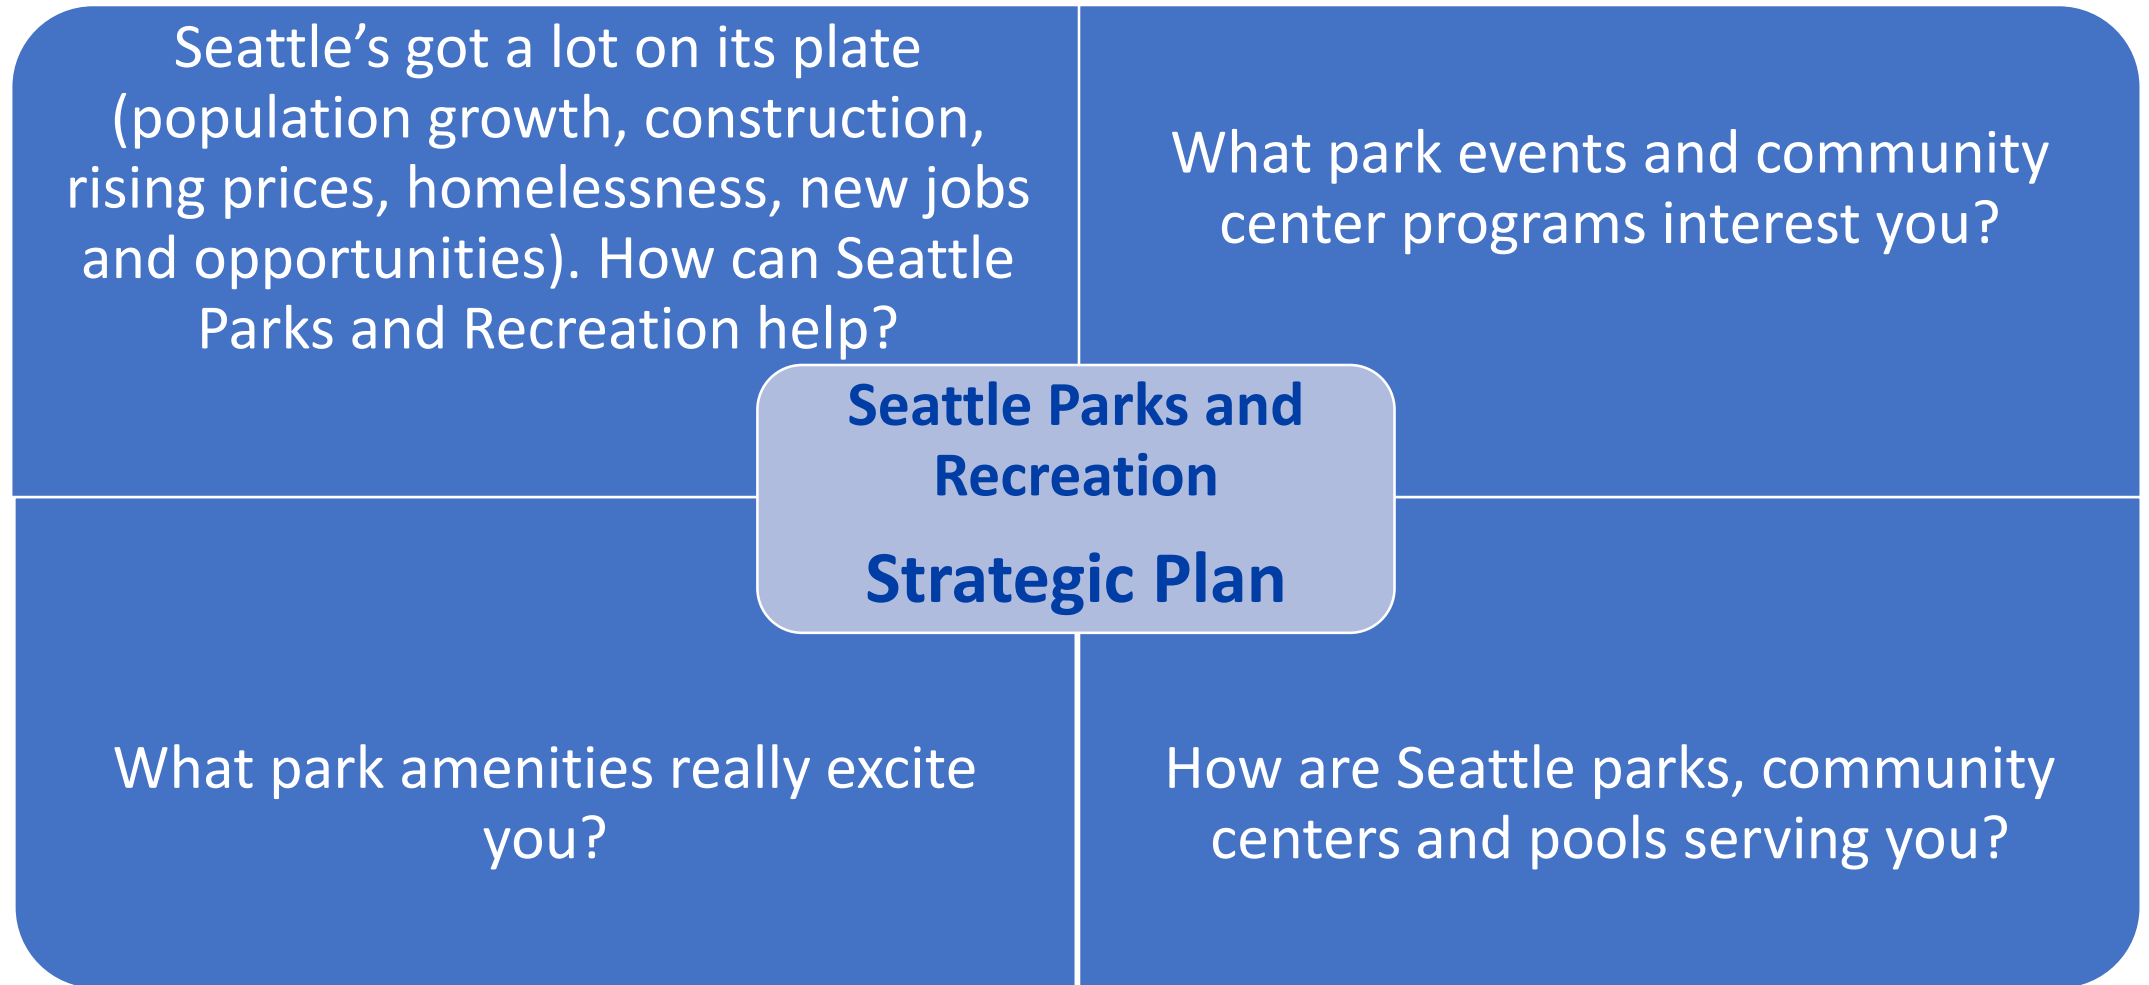 Seattle’s got a lot on its plate
(population growth, construction,
rising prices, homelessness, new jobs
and opportunities). How can Seattle
Parks and Recreation help?
What park events and community
center programs interest you?
Seattle Parks and
Recreation
Strategic Plan
What park amenities really excite
you?
How are Seattle parks, community
centers and pools serving you?